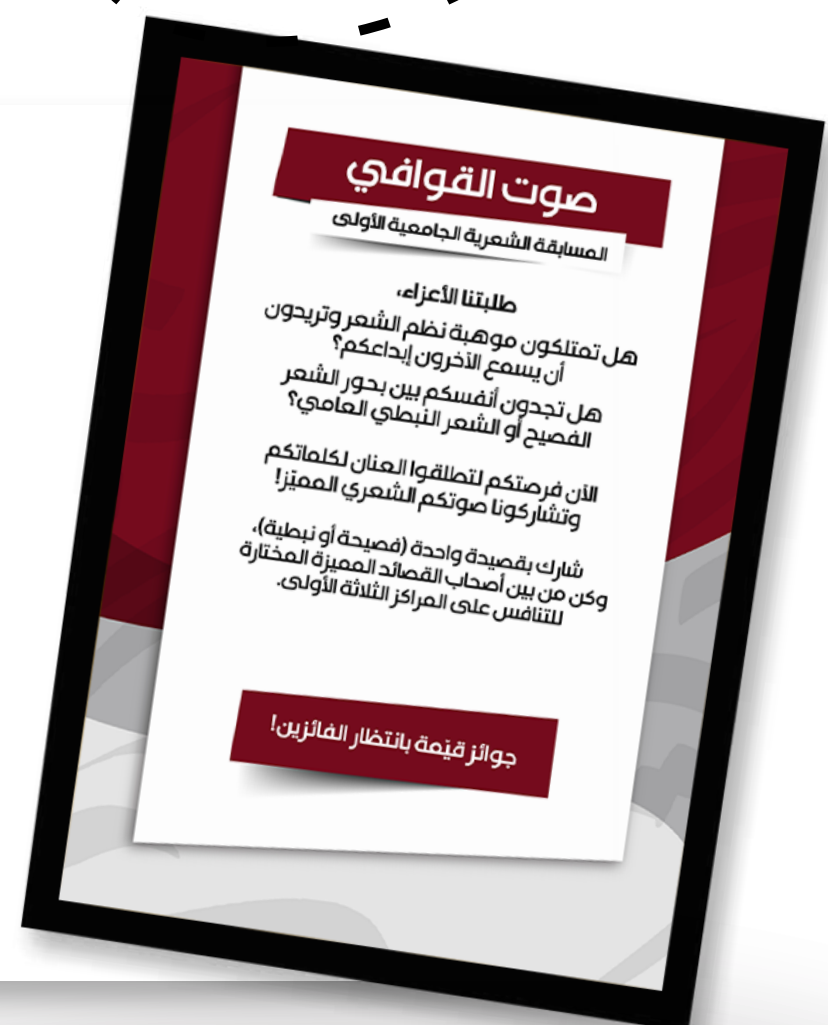 صوت القوافي
المسابقة الشعرية الجامعية الأولى
طلبتنا الأعزاء،
هل تمتلكون موهبة نظم الشعر وتريدون
أن يسمع الآخرون إبداعكم؟
هل تجدون أنفسكم بين بحور الشعر
الفصيح أو الشعر النبطي العامي؟
الآن فرصتكم لتطلقوا العنان لكلماتكم
وتشاركونا صوتكم الشعري المميّز!
شارك بقصيدة واحدة (فصيحة أو نبطية)،
وكن من بين أصحاب القصائد المميزة المختارة
للتنافس على المراكز الثلاثة الأولى.
جوائز قيّمة بانتظار الفائزين!